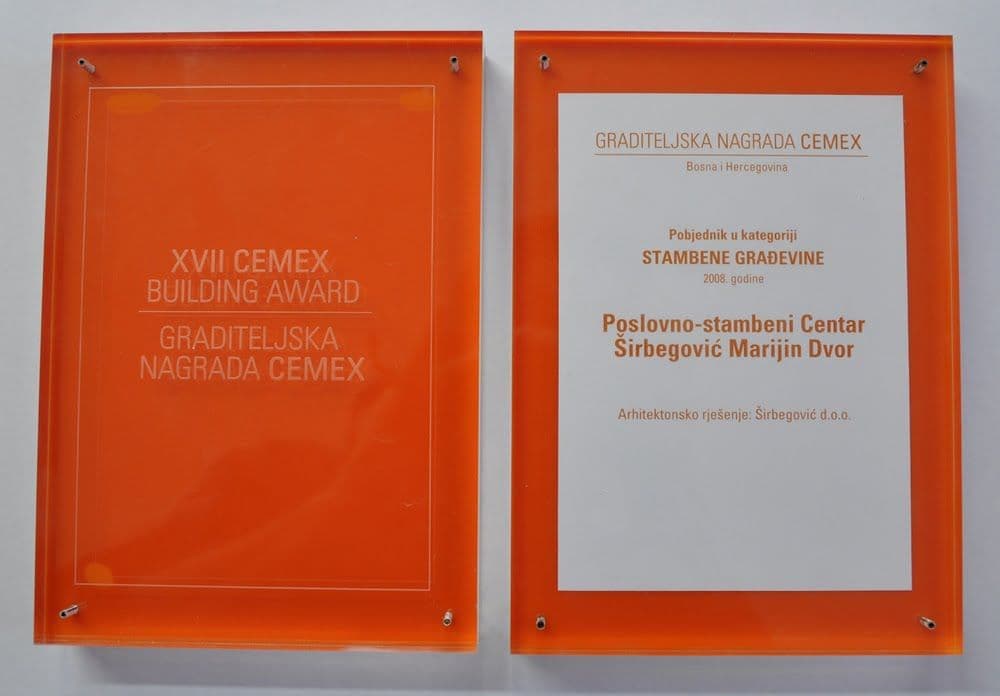 XVII CEMEX
BUILDING AWARD
GRADITELJSKA
NAGRADA CEMEX
GRADITELJSKA NAGRADA CEMEX
Bosna i Hercegovina
Pobjednik u kategoriji
STAMBENE GRAĐEVINE
2008. godine
Poslovno-stambeni Centar
Širbegović Marijin Dvor
Arhitektonsko rješenje: Širbegović d.o.o.